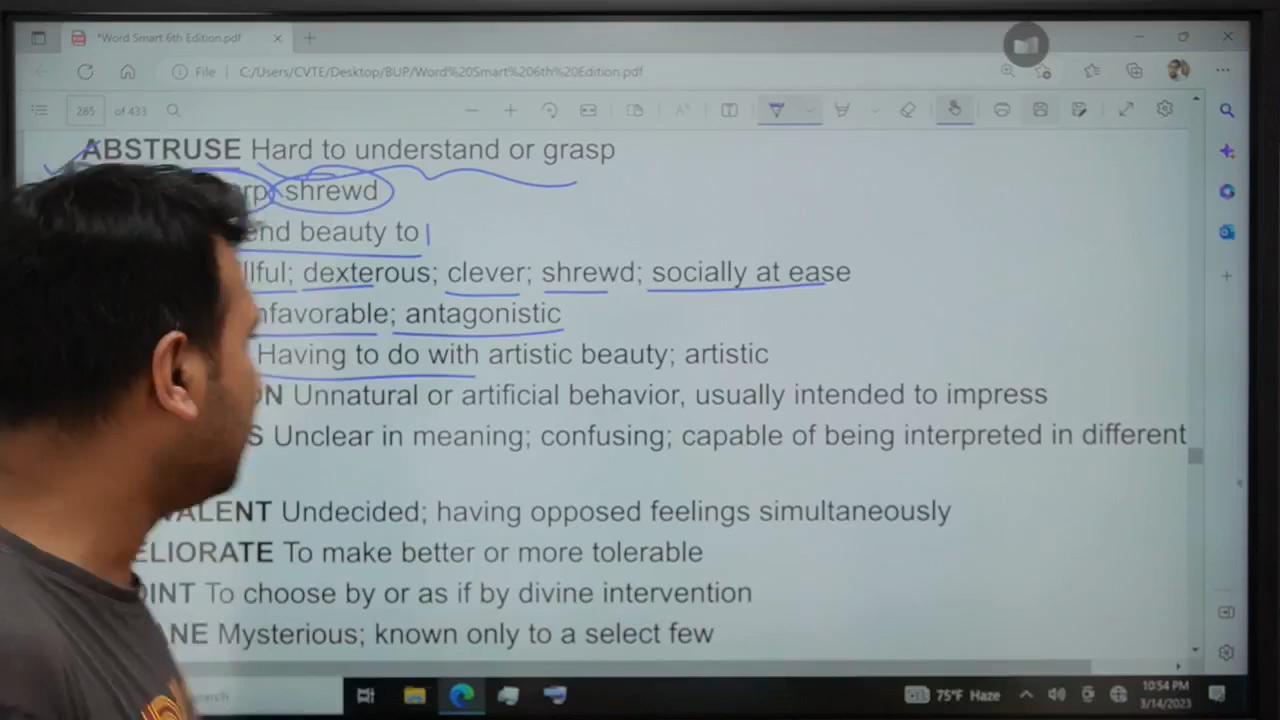 *Word Smart 6th Edition.pdf
File C:/Users/CVTE/Desktop/BUP/Word%20Smart%206th%20Edition.pdf
285 of 433
ABSTRUSE Hard to understand or grasp
shrewd
end beauty to
llful; dexterous; clever; shrewd; socially at ease
nfavorable; antagonistic
Having to do with artistic beauty; artistic
ON Unnatural or artificial behavior, usually intended to impress
S Unclear in meaning; confusing; capable of being interpreted in different
VALENT Undecided; having opposed feelings simultaneously
ELIORATE To make better or more tolerable
OINT To choose by or as if by divine intervention
ANE Mysterious; known only to a select few
earch
75°F Haze
10:54 PM
3/14/2023